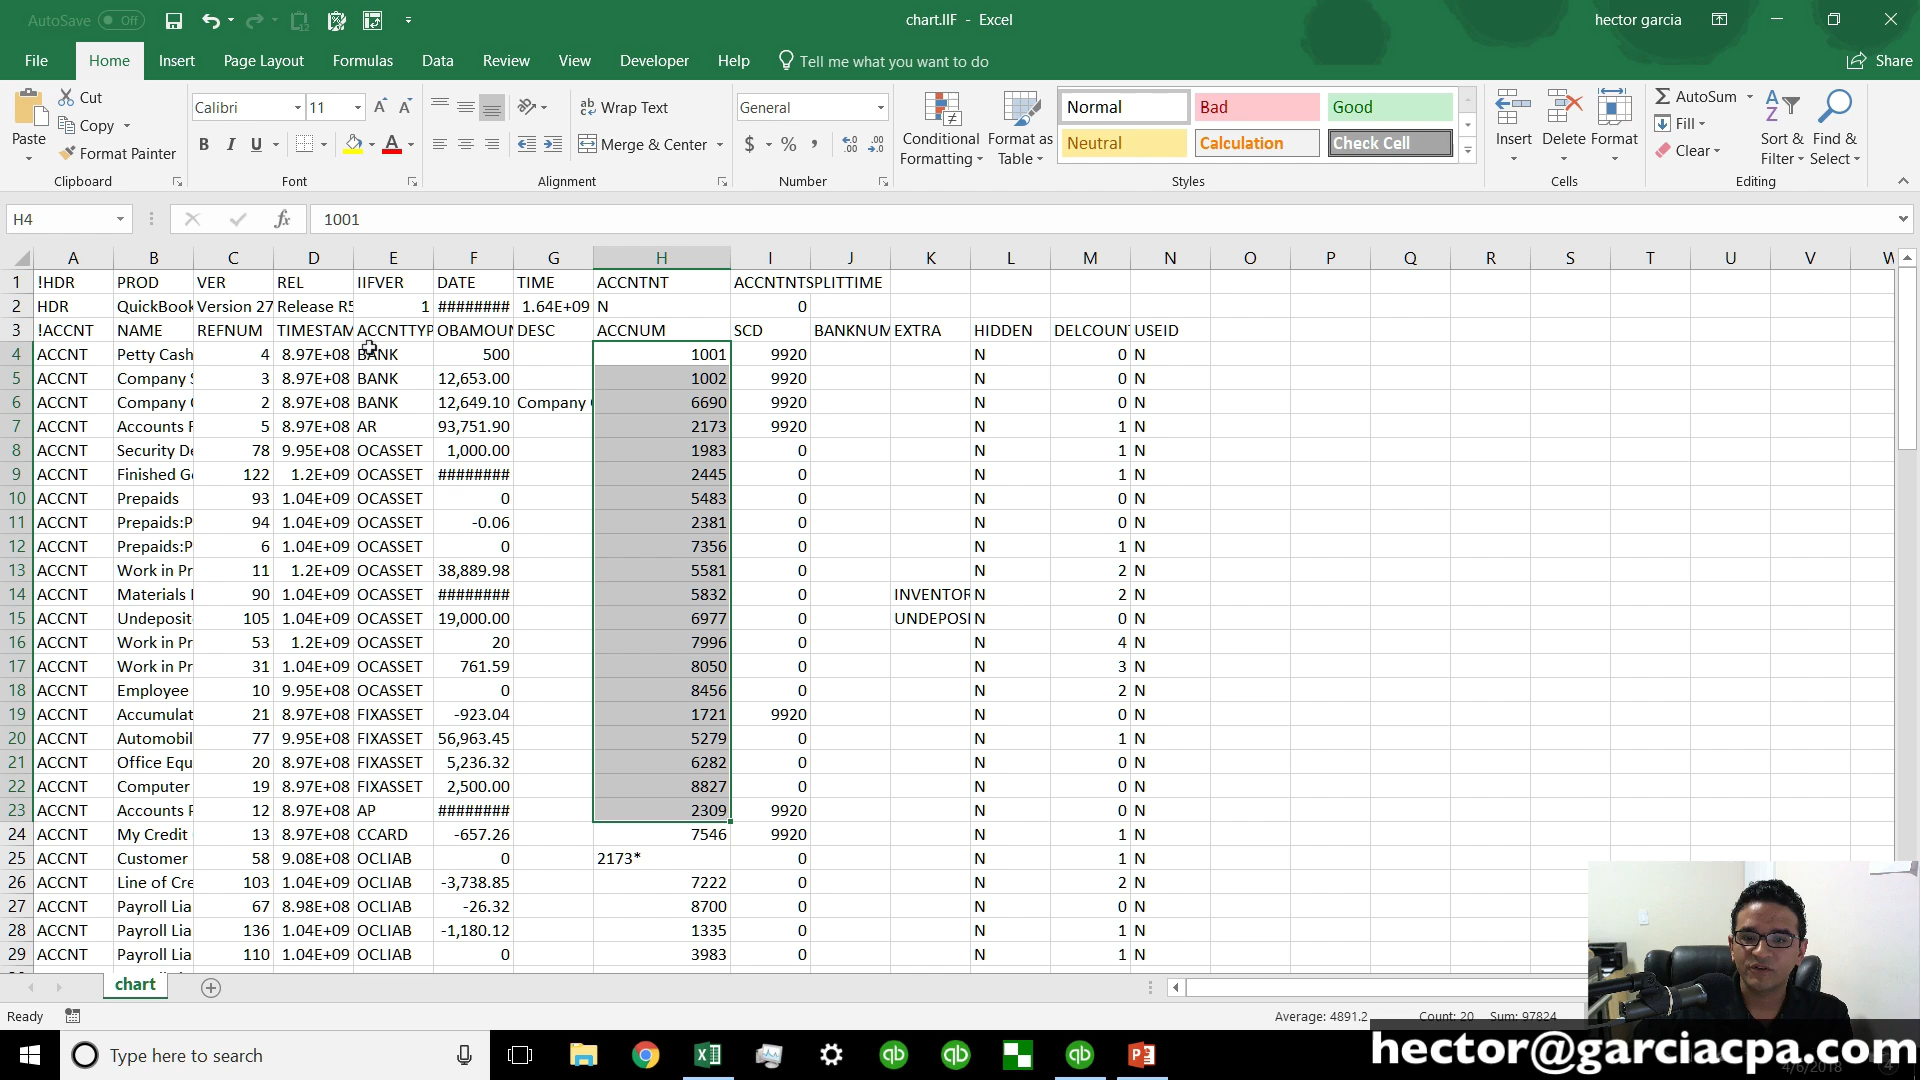 AutoSave Off
chart.IIF - Excel
hector garcia
File Home Insert Page Layout Formulas Data Review View Developer Help Tell me what you want to do Share
Paste
Cut
Copy
Format Painter
Clipboard
Calibri 11
B I U
Font
Wrap Text
Merge & Center
Alignment
General
$ % ,
Number
Conditional Formatting
Format as Table
Normal Bad Good
Neutral Calculation Check Cell
Styles
Insert Delete Format
Cells
AutoSum
Fill
Clear
Sort & Filter
Find & Select
Editing
H4 fx 1001
A B C D E F G H I J K L M N O P Q R S T U V W
1 !HDR PROD VER REL IIFVER DATE TIME ACCNTNT ACCNTNTSPLITTIME
2 HDR QuickBook Version 27 Release R5 1 ######## 1.64E+09 N 0
3 !ACCNT NAME REFNUM TIMESTAM ACCNTTYP OBAMOUN DESC ACCNUM SCD BANKNUM EXTRA HIDDEN DELCOUNT USEID
4 ACCNT Petty Cash 4 8.97E+08 BANK 500 1001 9920 N 0 N
5 ACCNT Company S 3 8.97E+08 BANK 12,653.00 1002 9920 N 0 N
6 ACCNT Company C 2 8.97E+08 BANK 12,649.10 Company 6690 9920 N 0 N
7 ACCNT Accounts R 5 8.97E+08 AR 93,751.90 2173 9920 N 1 N
8 ACCNT Security De 78 9.95E+08 OCASSET 1,000.00 1983 0 N 1 N
9 ACCNT Finished Go 122 1.2E+09 OCASSET ######## 2445 0 N 1 N
10 ACCNT Prepaids 93 1.04E+09 OCASSET 0 5483 0 N 0 N
11 ACCNT Prepaids:P 94 1.04E+09 OCASSET -0.06 2381 0 N 0 N
12 ACCNT Prepaids:P 6 1.04E+09 OCASSET 0 7356 0 N 1 N
13 ACCNT Work in Pr 11 1.2E+09 OCASSET 38,889.98 5581 0 N 2 N
14 ACCNT Materials I 90 1.04E+09 OCASSET ######## 5832 0 INVENTOR N 2 N
15 ACCNT Undeposit 105 1.04E+09 OCASSET 19,000.00 6977 0 UNDEPOSI N 0 N
16 ACCNT Work in Pr 53 1.2E+09 OCASSET 20 7996 0 N 4 N
17 ACCNT Work in Pr 31 1.04E+09 OCASSET 761.59 8050 0 N 3 N
18 ACCNT Employee 10 9.95E+08 OCASSET 0 8456 0 N 2 N
19 ACCNT Accumulat 21 8.97E+08 FIXASSET -923.04 1721 9920 N 0 N
20 ACCNT Automobil 77 9.95E+08 FIXASSET 56,963.45 5279 0 N 1 N
21 ACCNT Office Equ 20 8.97E+08 FIXASSET 5,236.32 6282 0 N 0 N
22 ACCNT Computer 19 8.97E+08 FIXASSET 2,500.00 8827 0 N 0 N
23 ACCNT Accounts P 12 8.97E+08 AP ######## 2309 9920 N 0 N
24 ACCNT My Credit 13 8.97E+08 CCARD -657.26 7546 9920 N 1 N
25 ACCNT Customer 58 9.08E+08 OCLIAB 0 2173* 0 N 1 N
26 ACCNT Line of Cre 103 1.04E+09 OCLIAB -3,738.85 7222 0 N 2 N
27 ACCNT Payroll Lia 67 8.98E+08 OCLIAB -26.32 8700 0 N 0 N
28 ACCNT Payroll Lia 136 1.04E+09 OCLIAB -1,180.12 1335 0 N 1 N
29 ACCNT Payroll Lia 110 1.04E+09 OCLIAB 0 3983 0 N 1 N
chart
Ready Average: 4891.2 Count: 20 Sum: 97824
Type here to search
hector@garciacpa.com
4/6/2018